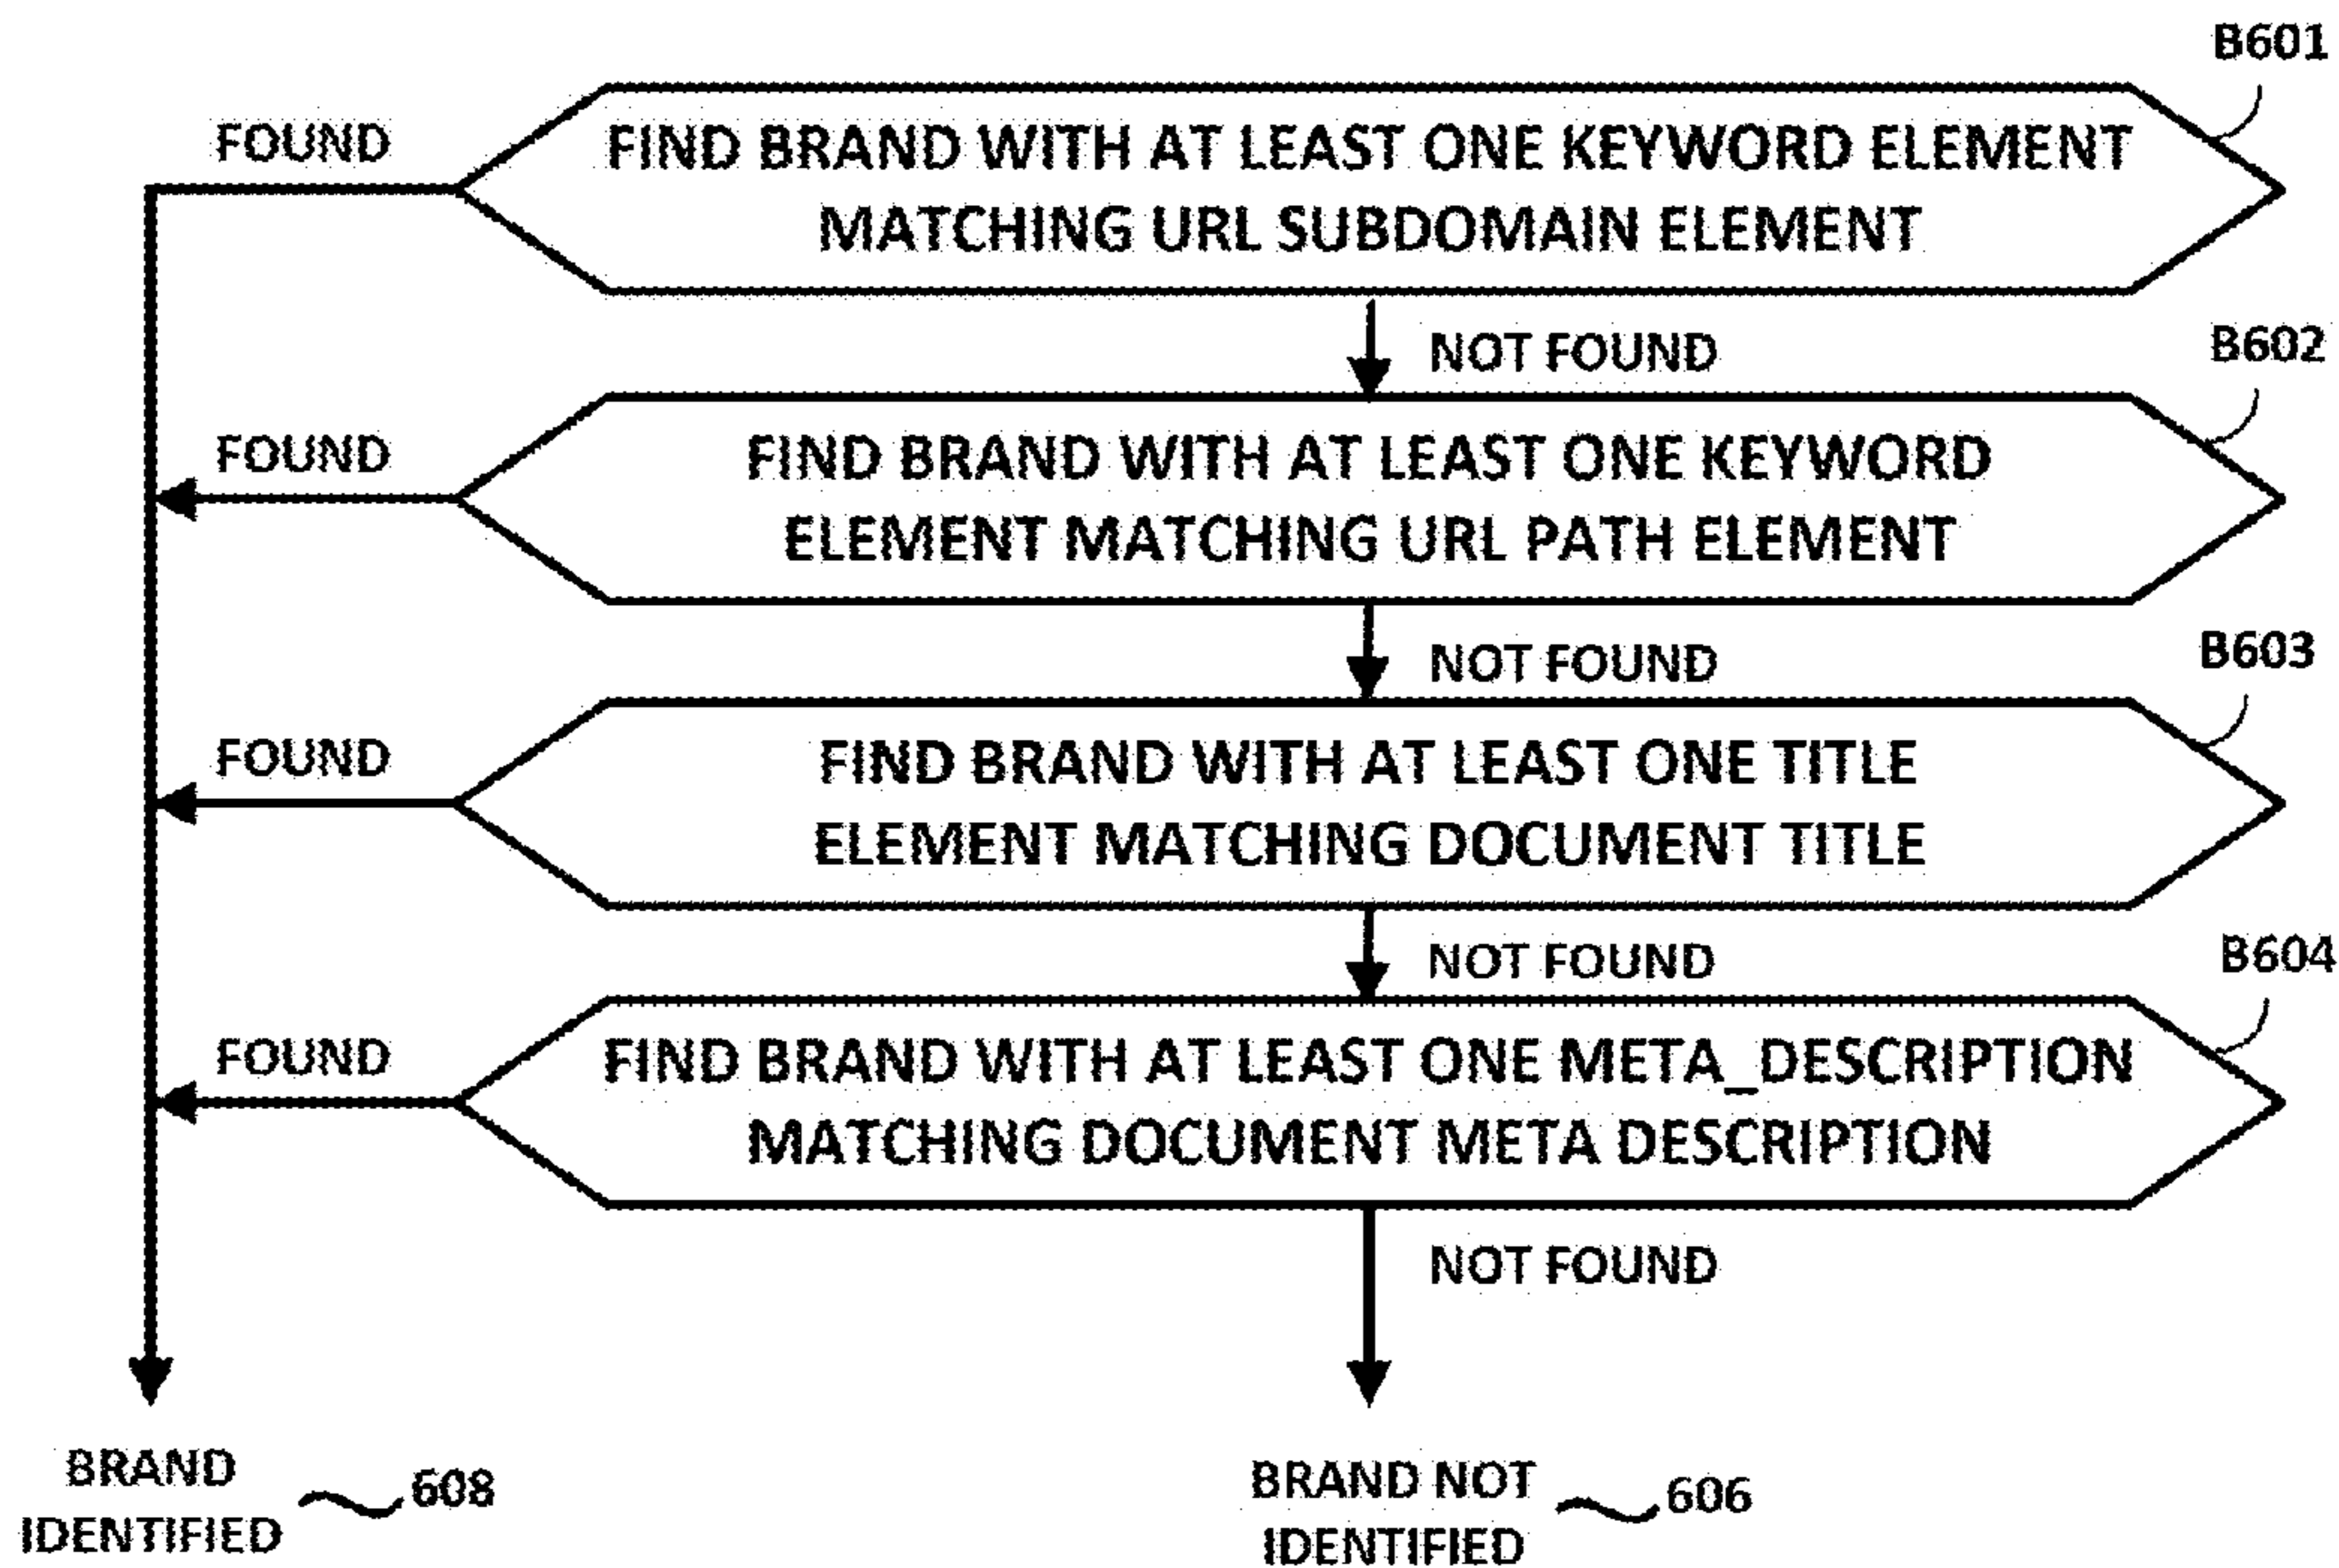 B601
FOUND
FIND BRAND WITH AT LEAST ONE KEYWORD ELEMENT
MATCHING URL SUBDOMAIN ELEMENT
NOT FOUND
B602
FOUND
FIND BRAND WITH AT LEAST ONE KEYWORD
ELEMENT MATCHING URL PATH ELEMENT
NOT FOUND
B603
FOUND
FIND BRAND WITH AT LEAST ONE TITLE
ELEMENT MATCHING DOCUMENT TITLE
NOT FOUND
B604
FOUND
FIND BRAND WITH AT LEAST ONE META_DESCRIPTION
MATCHING DOCUMENT META DESCRIPTION
NOT FOUND
BRAND
IDENTIFIED
608
BRAND NOT
IDENTIFIED
606